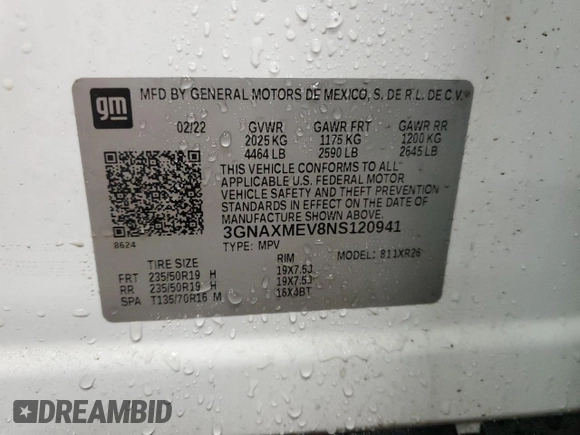 gm
MFD BY GENERAL MOTORS DE MEXICO, S. DE R.L. DE C.V.
02/22 GVWR GAWR FRT GAWR RR
2025 KG 1175 KG 1200 KG
4464 LB 2590 LB 2645 LB
THIS VEHICLE CONFORMS TO ALL
APPLICABLE U.S. FEDERAL MOTOR
VEHICLE SAFETY AND THEFT PREVENTION
STANDARDS IN EFFECT ON THE DATE OF
MANUFACTURE SHOWN ABOVE.
3GNAXMEV8NS120941
8624
TYPE: MPV MODEL: 811XR26
TIRE SIZE RIM
FRT 235/50R19 H 19X7.5J
RR 235/50R19 H 19X7.5J
SPA T135/70R16 M 16X4BT
DREAMBID